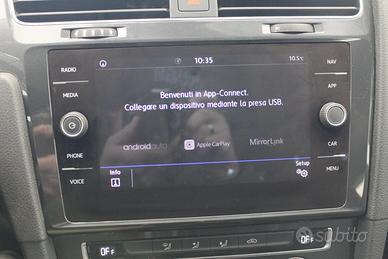 10:35
10.5°C
RADIO
MEDIA
PHONE
VOICE
NAV
APP
CAR
MENU
Benvenuti in App-Connect.
Collegare un dispositivo mediante la presa USB.
androidauto
Apple CarPlay
MirrorLink
Info
Setup
OFF
OFF
subito